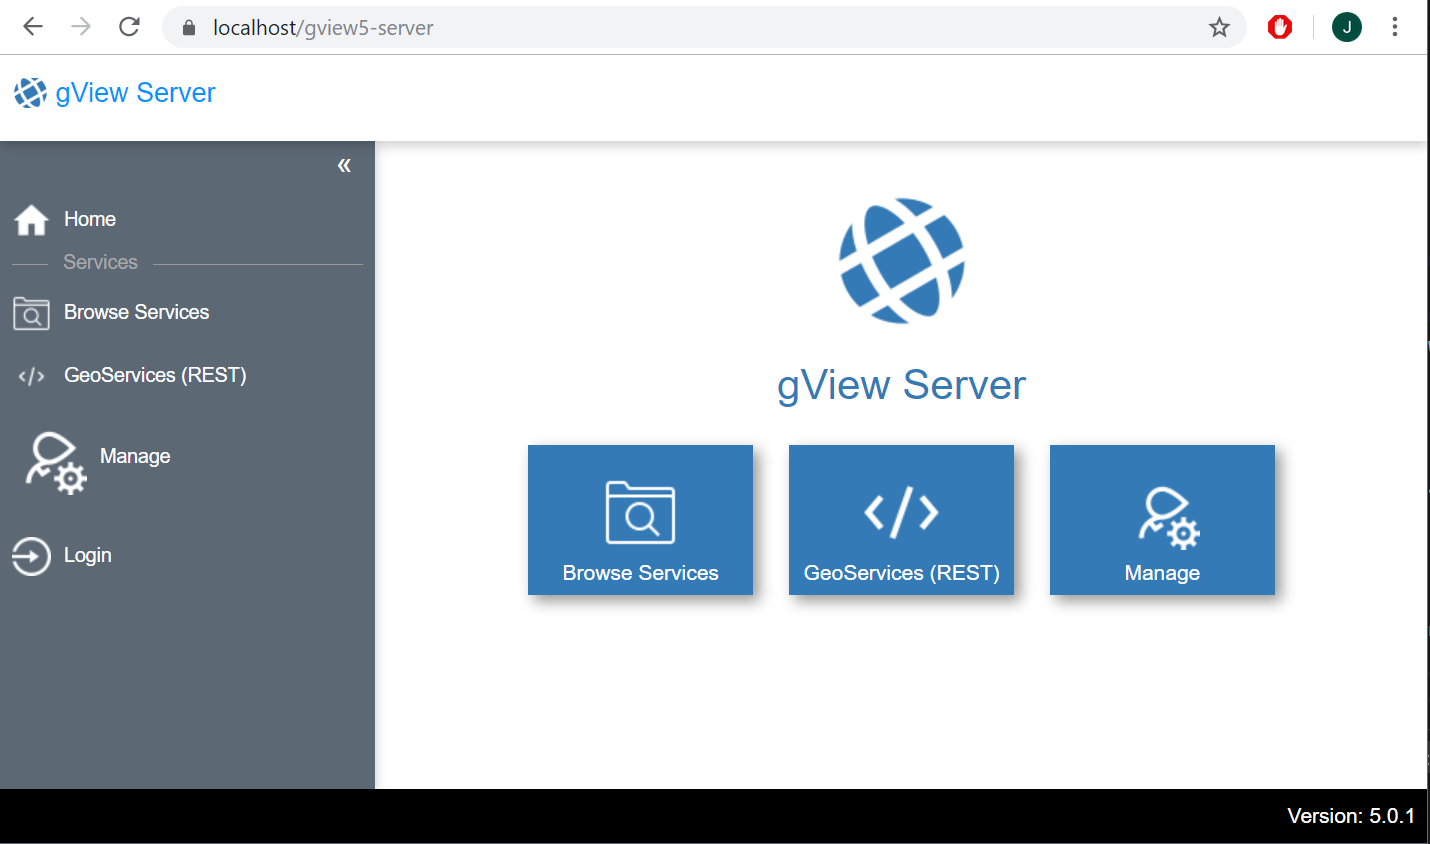 localhost/gview5-server
J
gView Server
«
Home
Services
Browse Services
</> GeoServices (REST)
Manage
Login
gView Server
Browse Services
</>
GeoServices (REST)
Manage
Version: 5.0.1